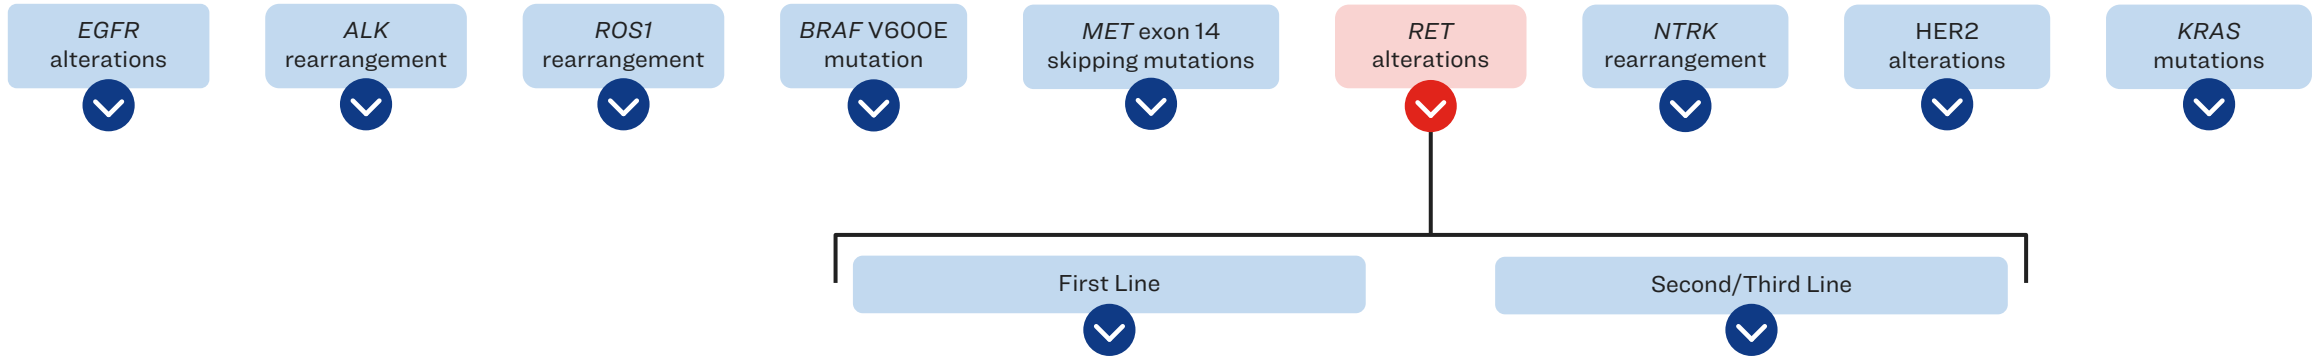 EGFR
alterations
ALK
rearrangement
ROS1
rearrangement
BRAF V600E
mutation
MET exon 14
skipping mutations
RET
alterations
NTRK
rearrangement
HER2
alterations
KRAS
mutations
First Line
Second/Third Line